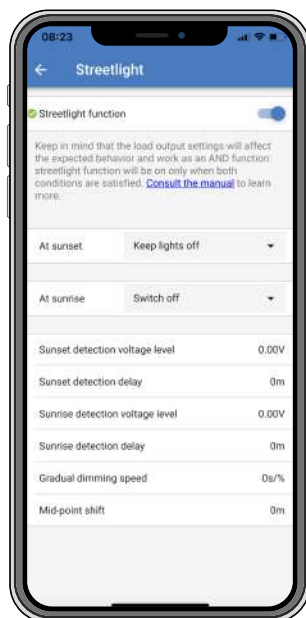 08:23
Streetlight
Streetlight function
Keep in mind that the load output settings will affect
the expected behavior and work as an AND function:
streetlight function will be on only when both
conditions are satisfied. Consult the manual to learn
more.
At sunset Keep lights off
At sunrise Switch off
Sunset detection voltage level 0.00V
Sunset detection delay 0m
Sunrise detection voltage level 0.00V
Sunrise detection delay 0m
Gradual dimming speed 0s/%
Mid-point shift 0m